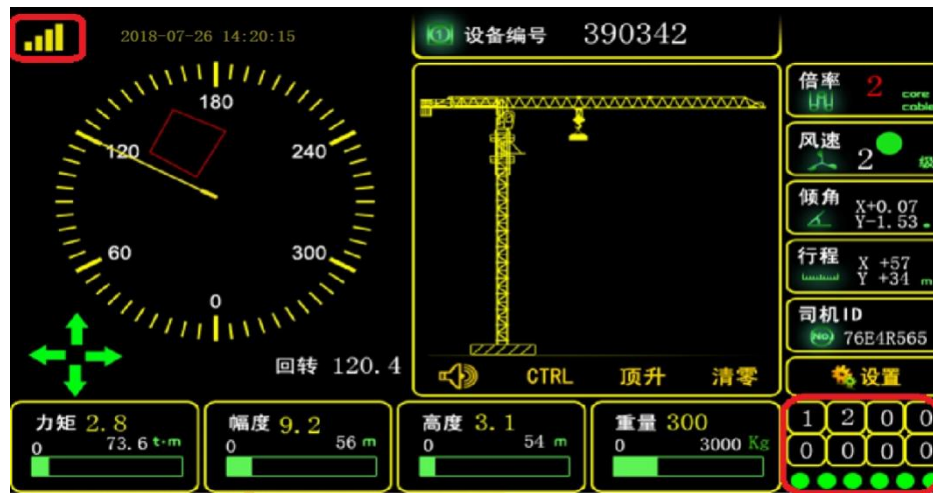 2018-07-26 14:20:15
设备编号 390342
180
120
240
60
300
0
回转 120.4
CTRL 顶升 清零
倍率 2 core cable
风速 2 级
倾角 X+0.07
Y-1.53
行程 X +57
Y +34 m
司机ID
NO 76E4R565
设置
力矩 2.8
0 73.6 t·m
幅度 9.2
0 56 m
高度 3.1
0 54 m
重量 300
0 3000 Kg
1 2 0 0
0 0 0 0